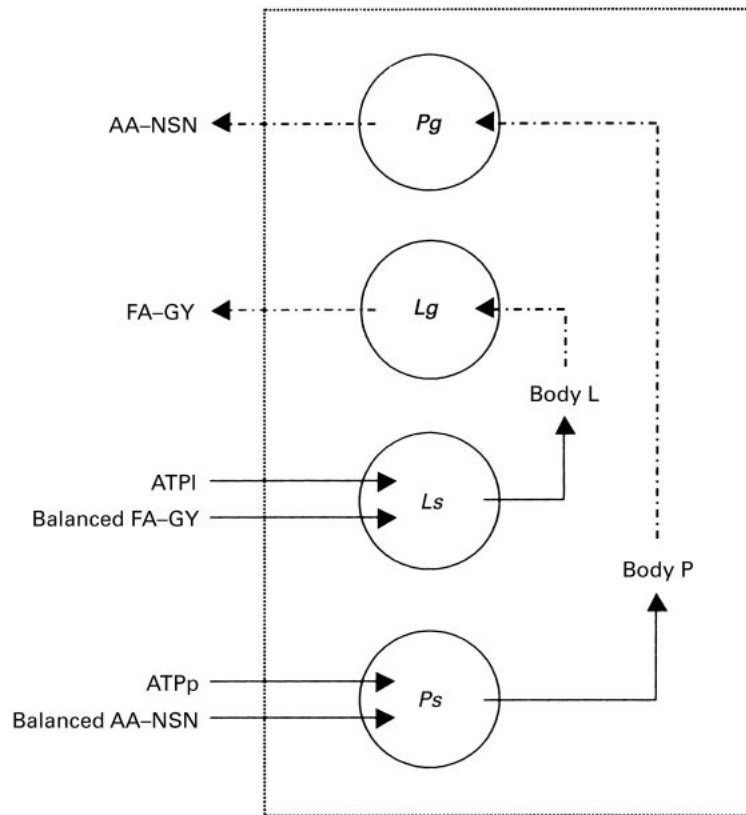 AA–NSN
Pg
FA–GY
Lg
Body L
ATPl
Ls
Balanced FA–GY
Body P
ATPp
Ps
Balanced AA–NSN